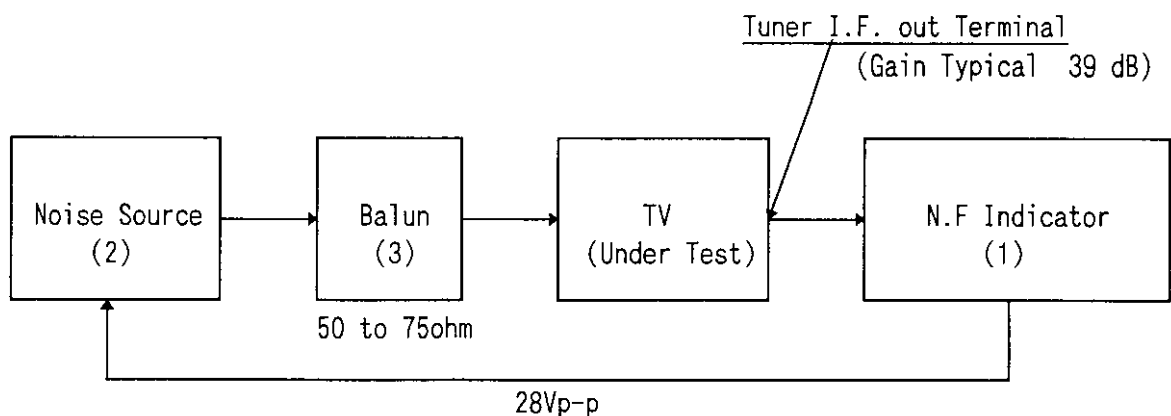 Tuner I.F. out Terminal
(Gain Typical 39 dB)
Noise Source
(2)
Balun
(3)
TV
(Under Test)
N.F Indicator
(1)
50 to 75ohm
28Vp-p